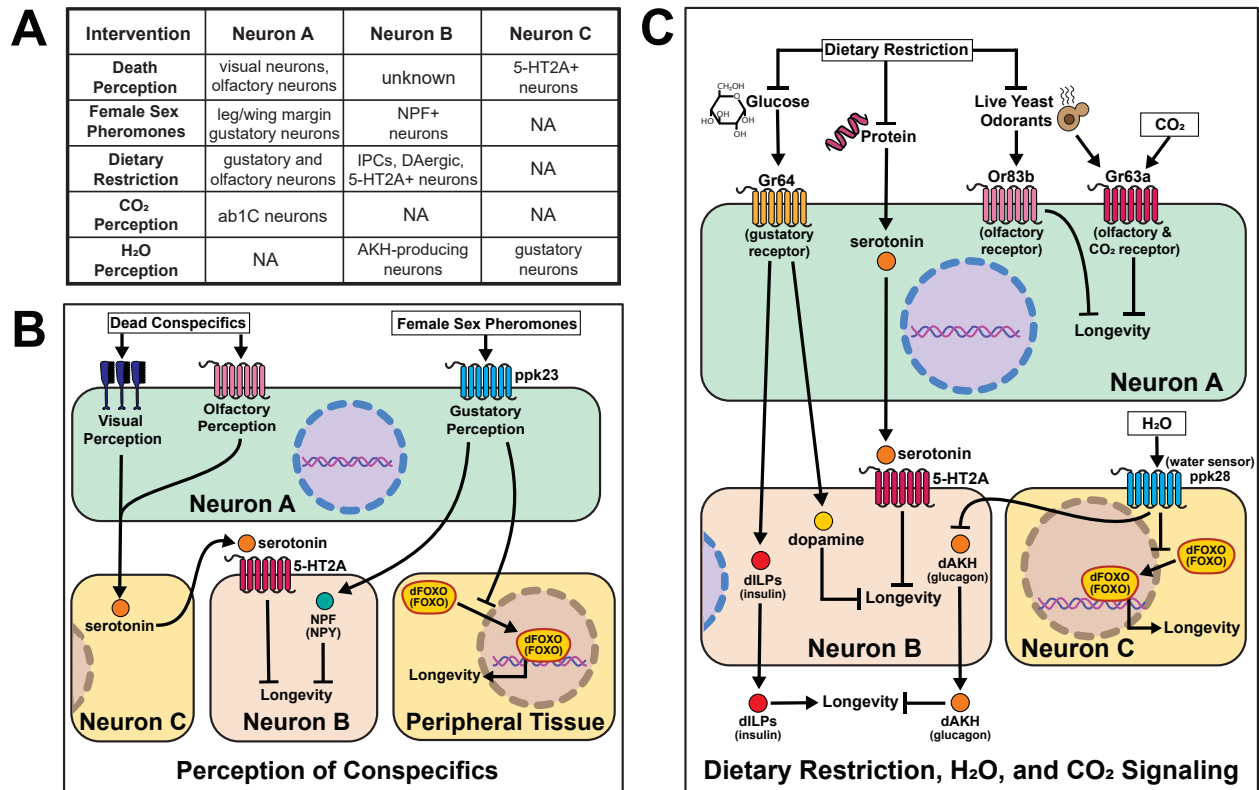 A
Intervention Neuron A Neuron B Neuron C
Death
Perception
visual neurons,
olfactory neurons
unknown
5-HT2A+
neurons
Female Sex
Pheromones
leg/wing margin
gustatory neurons
NPF+
neurons
NA
Dietary
Restriction
gustatory and
olfactory neurons
IPCs, DAergic,
5-HT2A+ neurons
NA
CO₂
Perception
ab1C neurons
NA
NA
H₂O
Perception
NA
AKH-producing
neurons
gustatory
neurons
B
Dead Conspecifics
Female Sex Pheromones
ppk23
Visual
Perception
Olfactory
Perception
Gustatory
Perception
Neuron A
serotonin
5-HT2A
serotonin
NPF
(NPY)
Longevity
dFOXO
(FOXO)
dFOXO
(FOXO)
Longevity
Neuron C
Neuron B
Peripheral Tissue
Perception of Conspecifics
C
Dietary Restriction
CH₂OH
O
OH
HO
OH
OH
Glucose
Protein
Live Yeast
Odorants
CO₂
Gr64
(gustatory
receptor)
serotonin
Or83b
(olfactory
receptor)
Gr63a
(olfactory &
CO₂ receptor)
Longevity
Neuron A
serotonin
5-HT2A
H₂O
(water sensor)
ppk28
dopamine
dILPs
(insulin)
Longevity
dAKH
(glucagon)
dFOXO
(FOXO)
dFOXO
(FOXO)
Longevity
Neuron B
Neuron C
dILPs
(insulin)
Longevity
dAKH
(glucagon)
Dietary Restriction, H₂O, and CO₂ Signaling